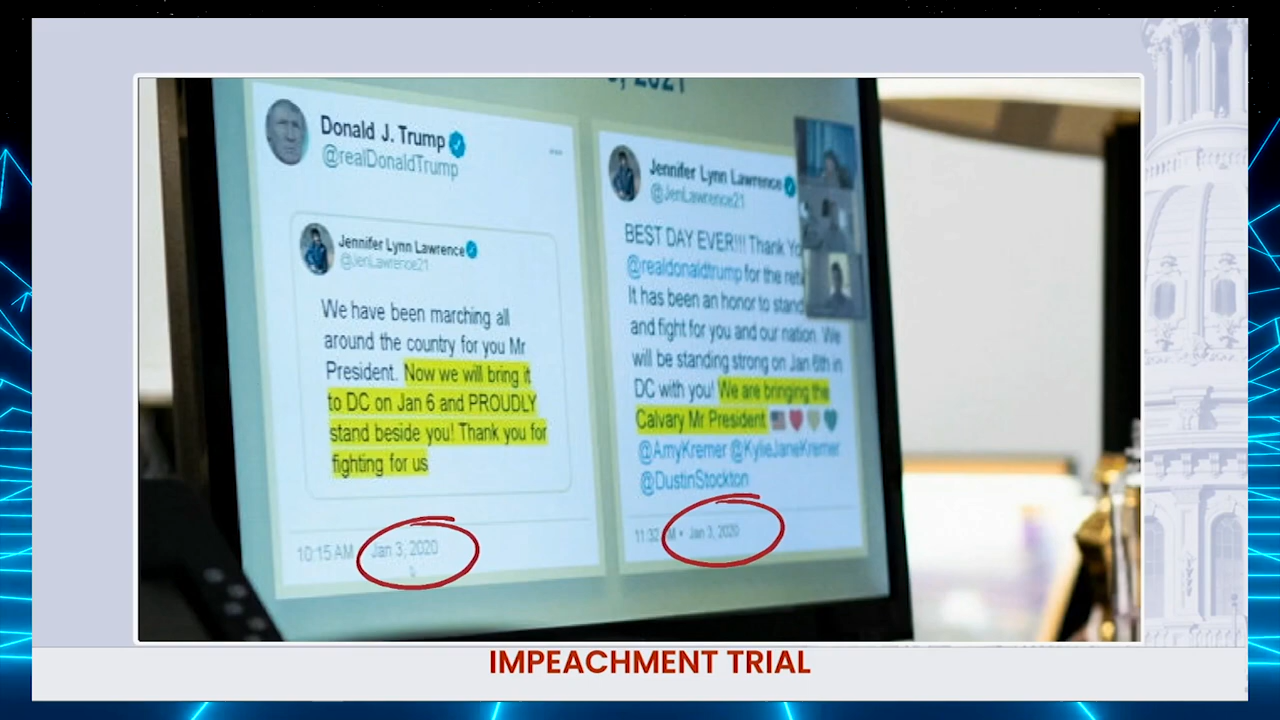 , 2021
Donald J. Trump
@realDonaldTrump
Jennifer Lynn Lawrence
@JenLawrence21
We have been marching all
around the country for you Mr
President. Now we will bring it
to DC on Jan 6 and PROUDLY
stand beside you! Thank you for
fighting for us
10:15 AM · Jan 3, 2020
Jennifer Lynn Lawrence
@JenLawrence21
BEST DAY EVER!!! Thank
@realdonaldtrump for the
It has been an honor to stand
and fight for you and our nation. We
will be standing strong on Jan 6th in
DC with you! We are bringing the
Calvary Mr President
@AmyKremer @KylieJaneKremer
@DustinStockton
11:32 M • Jan 3, 2020
IMPEACHMENT TRIAL